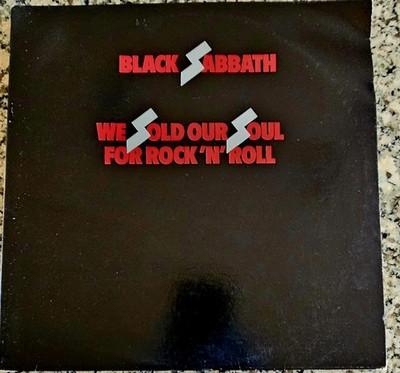 BLACK SABBATH
WE SOLD OUR SOUL
FOR ROCK 'N' ROLL